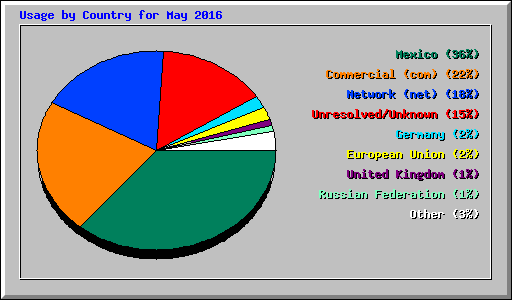 Usage by Country for May 2016
Mexico (36%)
Commercial (com) (22%)
Network (net) (18%)
Unresolved/Unknown (15%)
Germany (2%)
European Union (2%)
United Kingdom (1%)
Russian Federation (1%)
Other (3%)